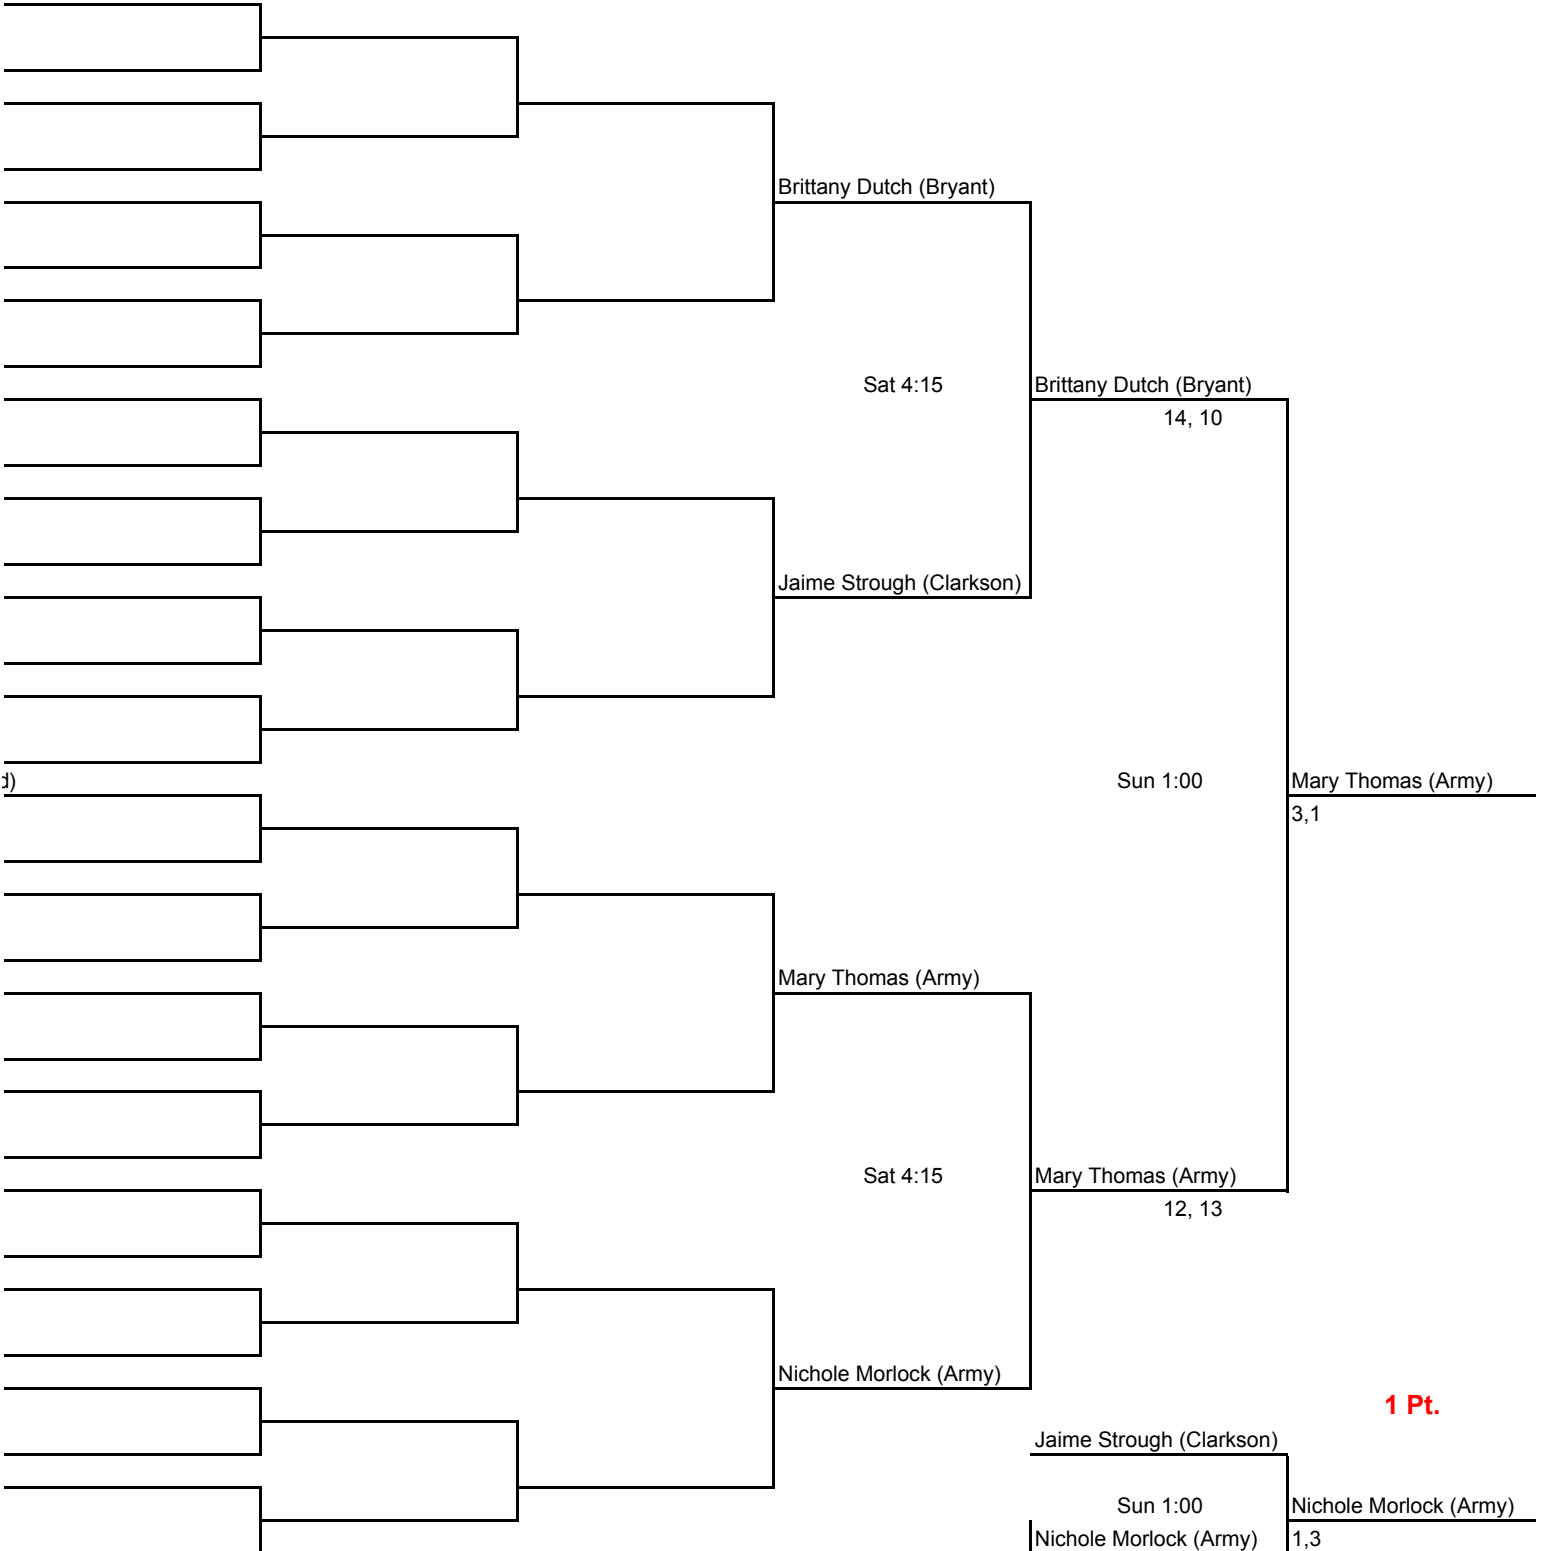 Brittany Dutch (Bryant)
Sat 4:15
Brittany Dutch (Bryant)
14, 10
Jaime Strough (Clarkson)
d)
Sun 1:00
Mary Thomas (Army)
3,1
Mary Thomas (Army)
Sat 4:15
Mary Thomas (Army)
12, 13
Nichole Morlock (Army)
1 Pt.
Jaime Strough (Clarkson)
Sun 1:00
Nichole Morlock (Army)
Nichole Morlock (Army)
1,3